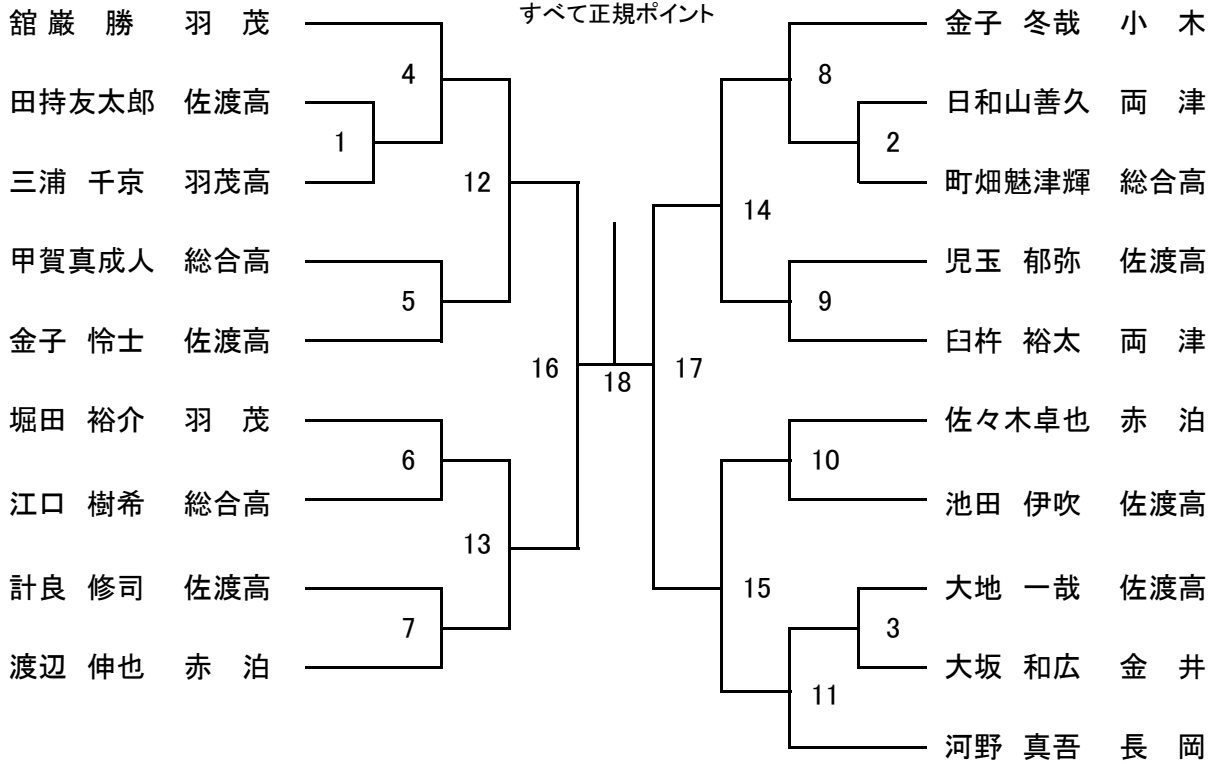 すべて正規ポイント
舘 巌　勝　羽　茂
4
田持友太郎　佐渡高
1
三浦　千京　羽茂高
12
甲賀真成人　総合高
5
金子　怜士　佐渡高
16
堀田　裕介　羽　茂
6
江口　樹希　総合高
13
計良　修司　佐渡高
7
渡辺　伸也　赤　泊
18
金子　冬哉　小　木
8
日和山善久　両　津
2
町畑魅津輝　総合高
14
児玉　郁弥　佐渡高
9
臼杵　裕太　両　津
17
佐々木卓也　赤　泊
10
池田　伊吹　佐渡高
15
大地　一哉　佐渡高
3
大坂　和広　金　井
11
河野　真吾　長　岡